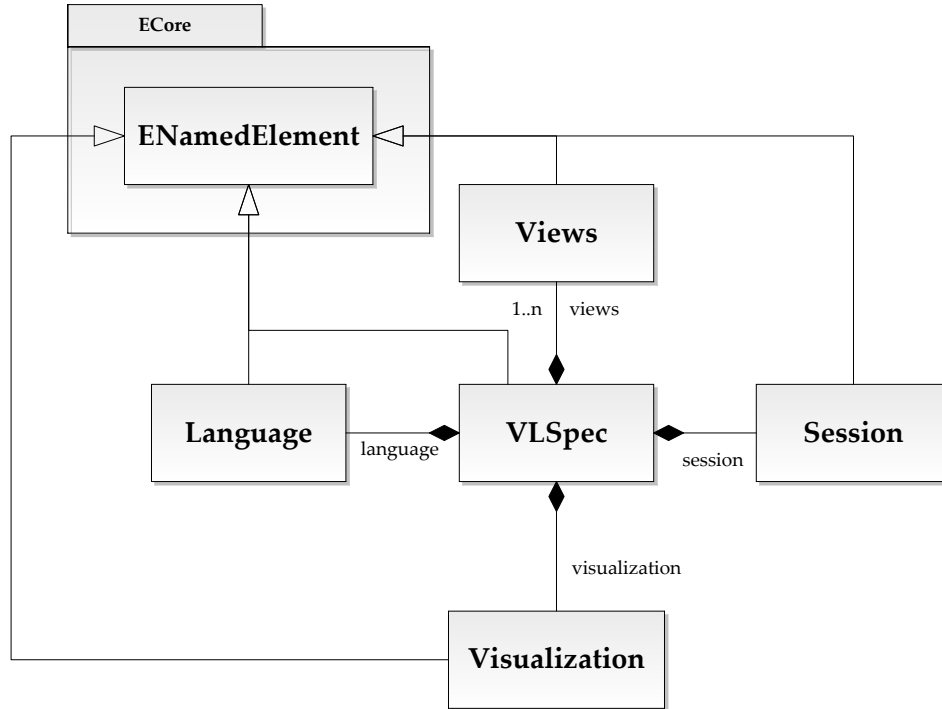 ECore
ENamedElement
Views
1..n views
Language
language
VLSpec
session
Session
visualization
Visualization